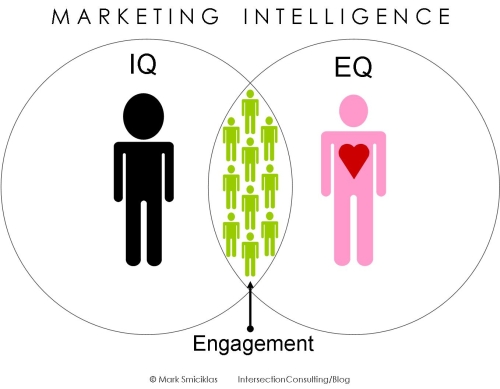 MARKETING INTELLIGENCE
IQ EQ
Engagement
© Mark Smiciklas IntersectionConsulting/Blog